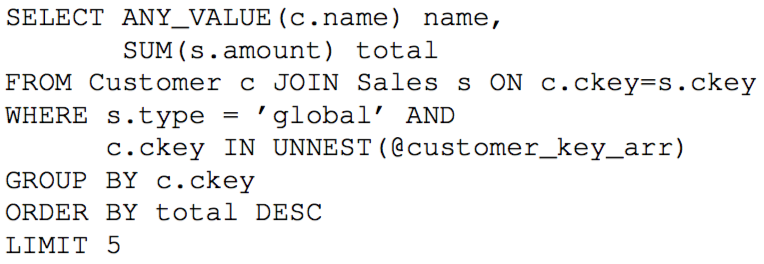 SELECT ANY_VALUE(c.name) name,
SUM(s.amount) total
FROM Customer c JOIN Sales s ON c.ckey=s.ckey
WHERE s.type = ’global’ AND
c.ckey IN UNNEST(@customer_key_arr)
GROUP BY c.ckey
ORDER BY total DESC
LIMIT 5